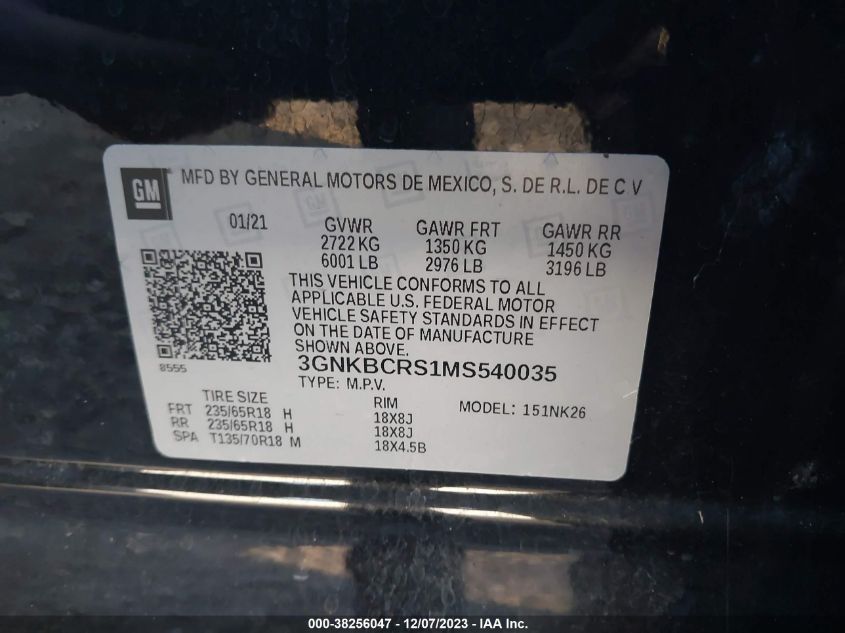 GM
MFD BY GENERAL MOTORS DE MEXICO, S. DE R.L. DE C V
01/21
GVWR GAWR FRT GAWR RR
2722 KG 1350 KG 1450 KG
6001 LB 2976 LB 3196 LB
THIS VEHICLE CONFORMS TO ALL
APPLICABLE U.S. FEDERAL MOTOR
VEHICLE SAFETY STANDARDS IN EFFECT
ON THE DATE OF MANUFACTURE
SHOWN ABOVE.
8555
3GNKBCRS1MS540035
TYPE: M.P.V.
TIRE SIZE RIM MODEL: 151NK26
FRT 235/65R18 H 18X8J
RR 235/65R18 H 18X8J
SPA T135/70R18 M 18X4.5B
000-38256047 - 12/07/2023 - IAA Inc.